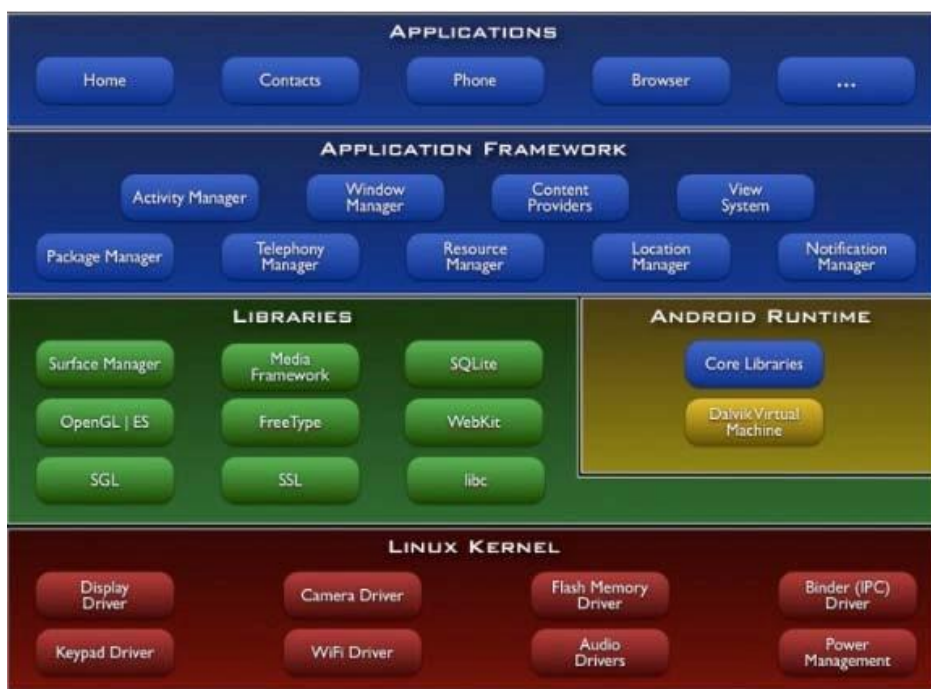 APPLICATIONS
Home
Contacts
Phone
Browser
...
APPLICATION FRAMEWORK
Activity Manager
Window
Manager
Content
Providers
View
System
Package Manager
Telephony
Manager
Resource
Manager
Location
Manager
Notification
Manager
LIBRARIES
Surface Manager
Media
Framework
SQLite
OpenGL | ES
FreeType
WebKit
SGL
SSL
libc
ANDROID RUNTIME
Core Libraries
Dalvik Virtual
Machine
LINUX KERNEL
Display
Driver
Camera Driver
Flash Memory
Driver
Binder (IPC)
Driver
Keypad Driver
WiFi Driver
Audio
Drivers
Power
Management